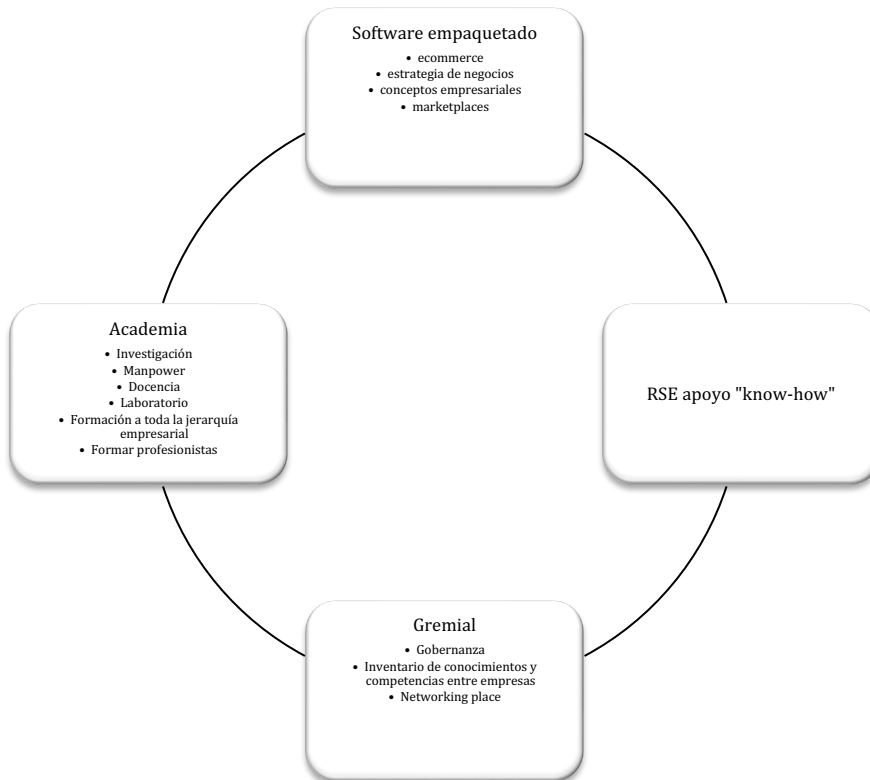 Software empaquetado
• ecommerce
• estrategia de negocios
• conceptos empresariales
• marketplaces
Academia
• Investigación
• Manpower
• Docencia
• Laboratorio
• Formación a toda la jerarquía
empresarial
• Formar profesionistas
RSE apoyo "know-how"
Gremial
• Gobernanza
• Inventario de conocimientos y
competencias entre empresas
• Networking place